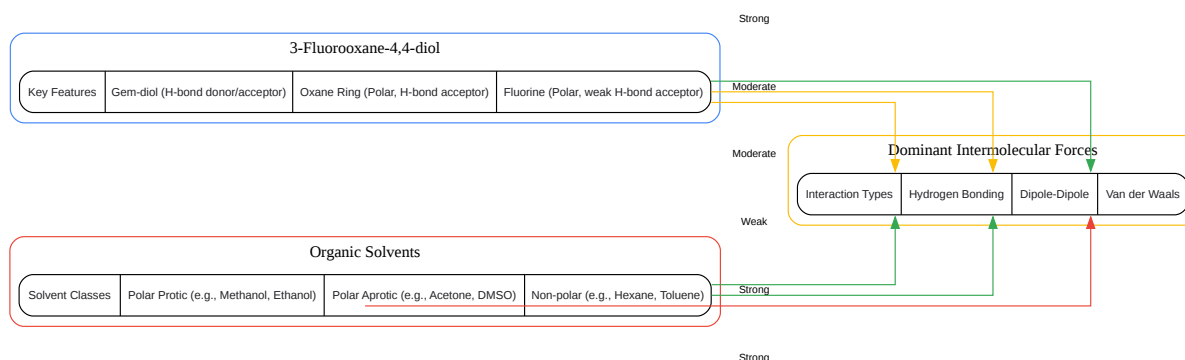 Strong
3-Fluorooxane-4,4-diol
Key Features
Gem-diol (H-bond donor/acceptor)
Oxane Ring (Polar, H-bond acceptor)
Fluorine (Polar, weak H-bond acceptor)
Moderate
Moderate
Dominant Intermolecular Forces
Interaction Types
Hydrogen Bonding
Dipole-Dipole
Van der Waals
Weak
Organic Solvents
Solvent Classes
Polar Protic (e.g., Methanol, Ethanol)
Polar Aprotic (e.g., Acetone, DMSO)
Non-polar (e.g., Hexane, Toluene)
Strong
Strong